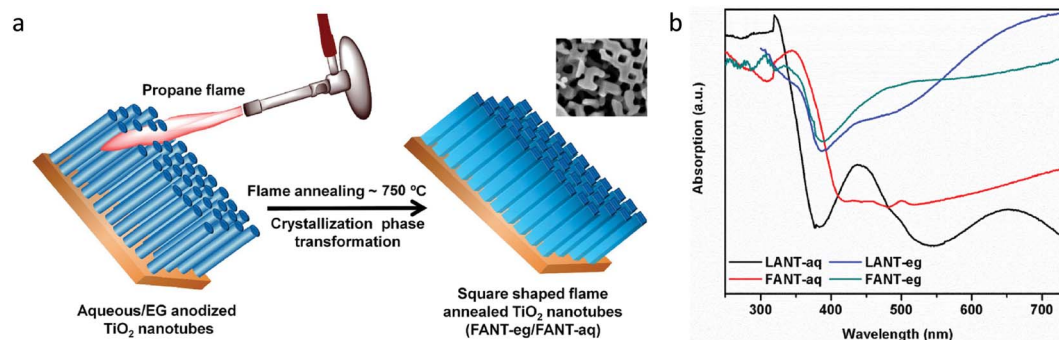 a
Propane flame
Flame annealing ~ 750 ºC
Crystallization phase
transformation
Aqueous/EG anodized
TiO₂ nanotubes
Square shaped flame
annealed TiO₂ nanotubes
(FANT-eg/FANT-aq)
b
Absorption (a.u.)
LANT-aq
LANT-eg
FANT-aq
FANT-eg
300
400
500
600
700
Wavelength (nm)